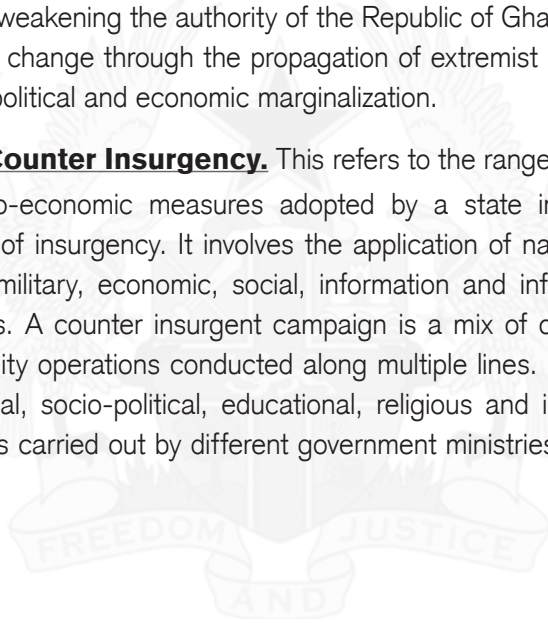 weakening the authority of the Republic of Gha
change through the propagation of extremist
political and economic marginalization.
Counter Insurgency. This refers to the range
o-economic measures adopted by a state in
of insurgency. It involves the application of na
military, economic, social, information and inf
s. A counter insurgent campaign is a mix of o
ity operations conducted along multiple lines.
al, socio-political, educational, religious and i
s carried out by different government ministries
FREEDOM JUSTICE
AND